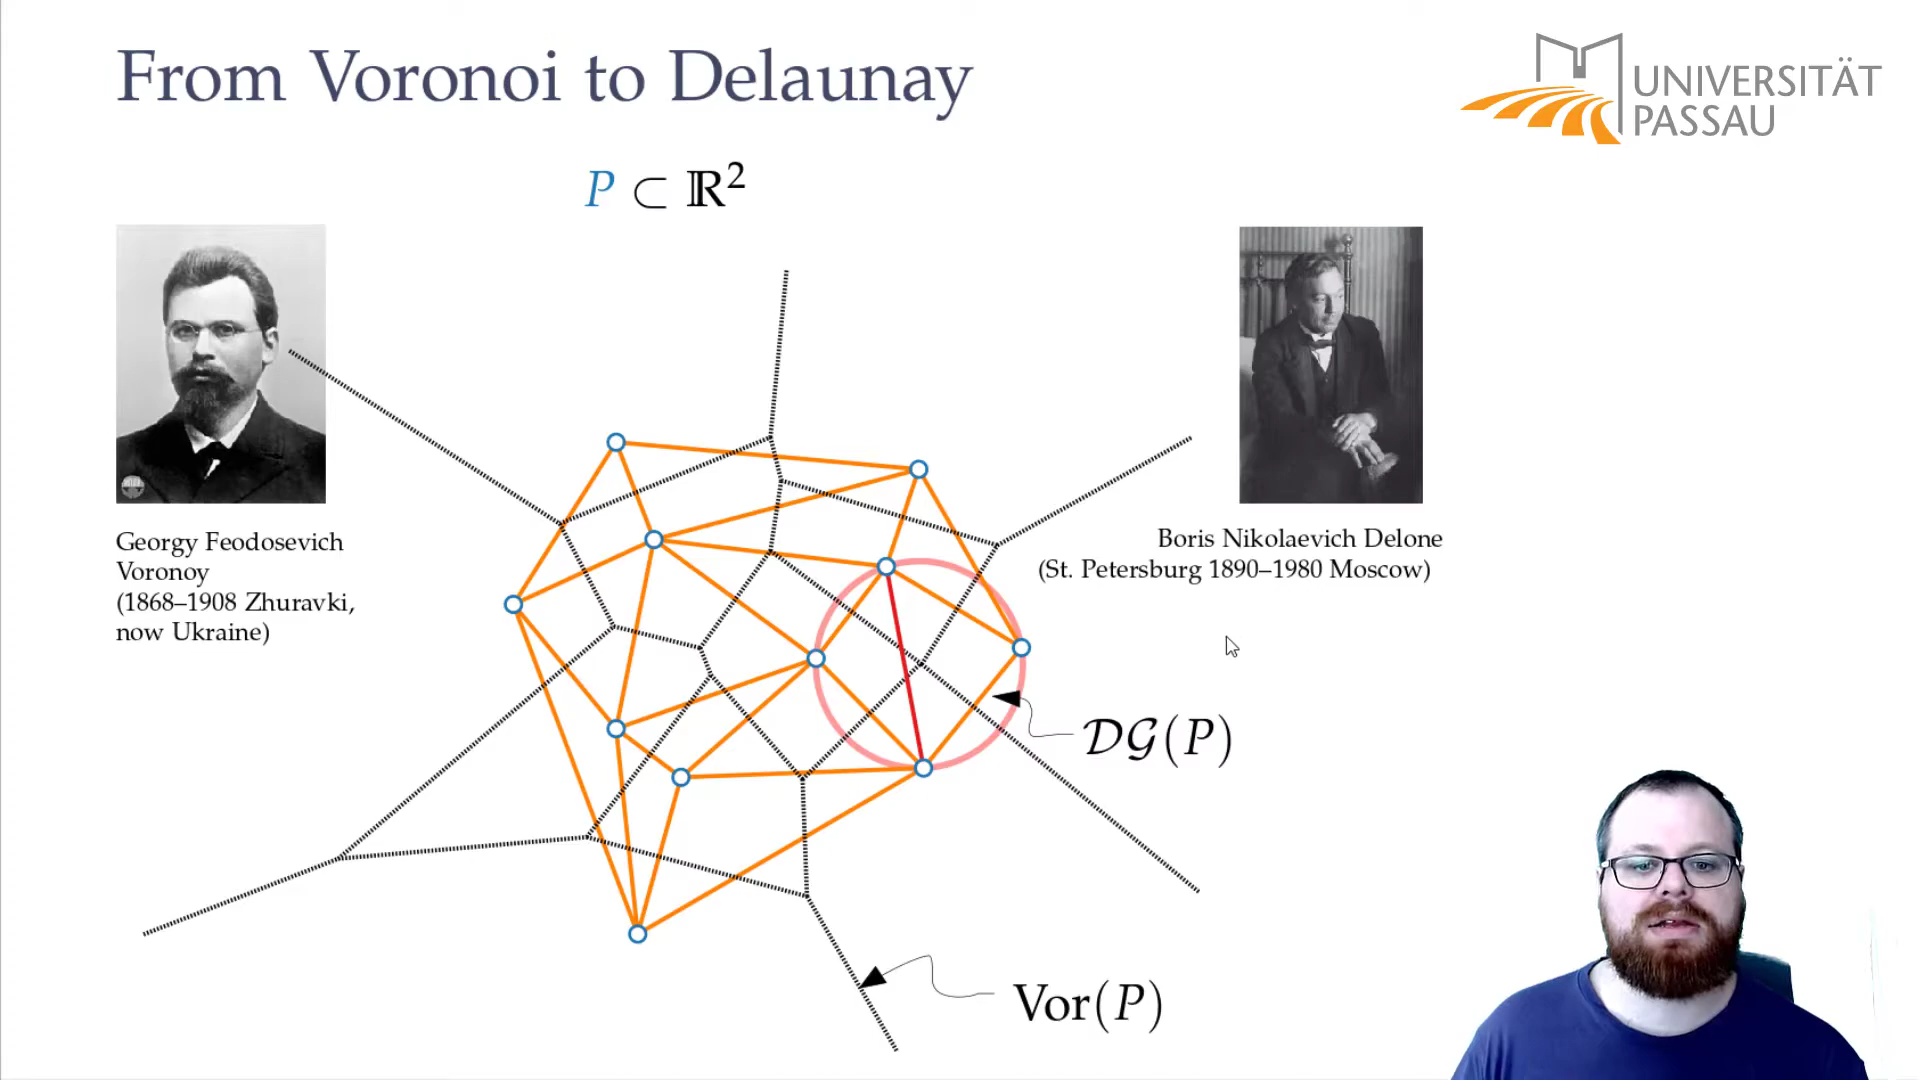 From Voronoi to Delaunay
UNIVERSITÄT
PASSAU
P ⊂ ℝ²
Georgy Feodosevich
Voronoy
(1868–1908 Zhuravki,
now Ukraine)
Boris Nikolaevich Delone
(St. Petersburg 1890–1980 Moscow)
𝒟𝒢(P)
Vor(P)